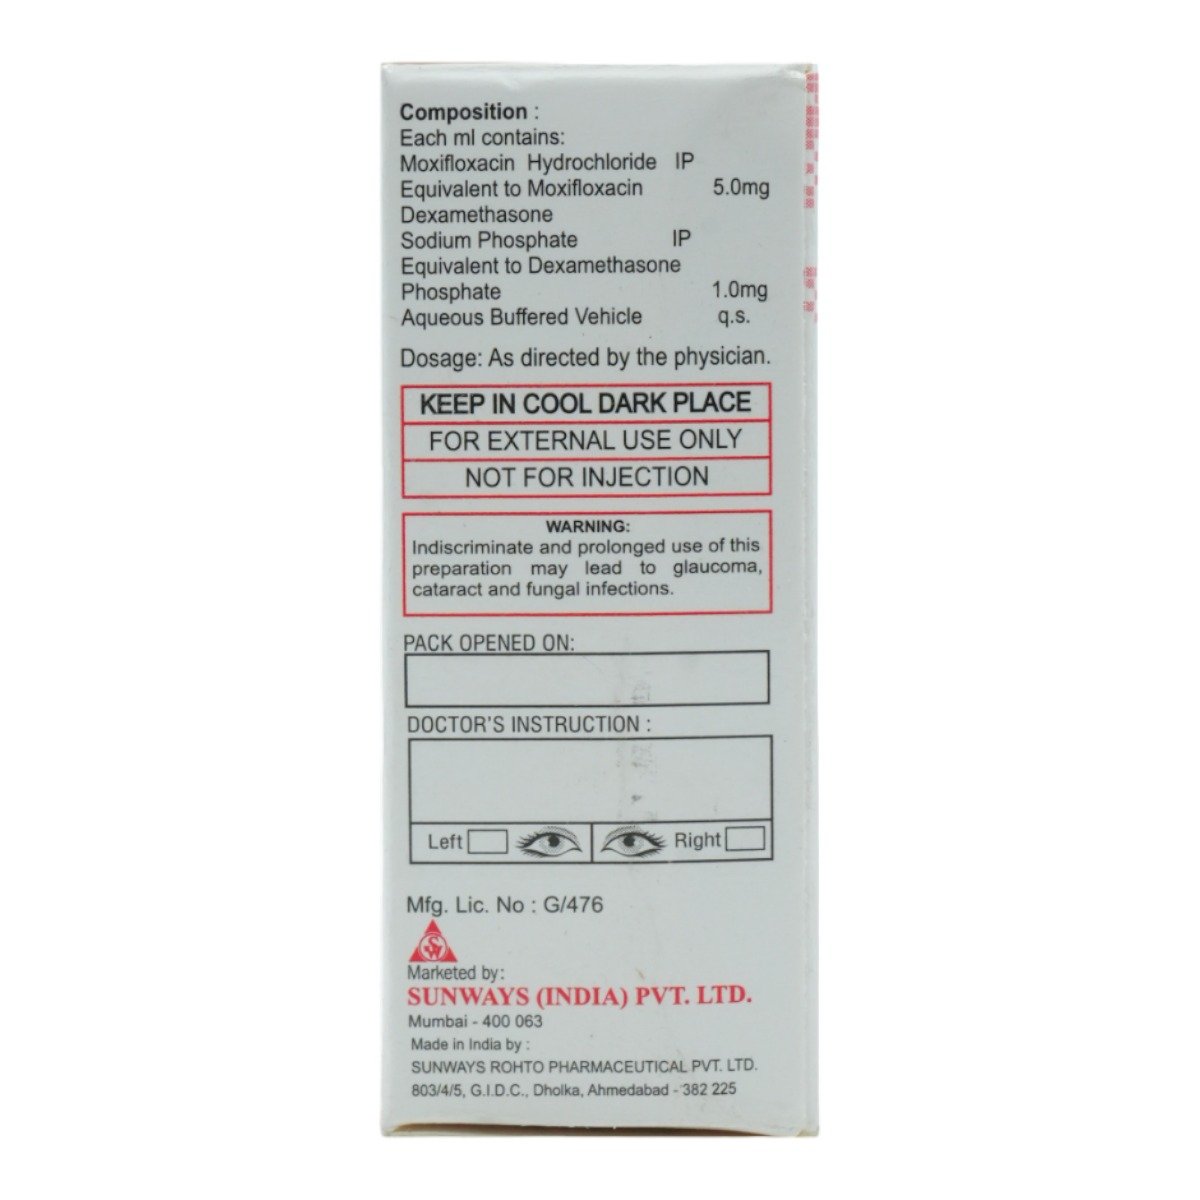 Composition :
Each ml contains:
Moxifloxacin Hydrochloride IP
Equivalent to Moxifloxacin 5.0mg
Dexamethasone
Sodium Phosphate IP
Equivalent to Dexamethasone
Phosphate 1.0mg
Aqueous Buffered Vehicle q.s.
Dosage: As directed by the physician.
KEEP IN COOL DARK PLACE
FOR EXTERNAL USE ONLY
NOT FOR INJECTION
WARNING:
Indiscriminate and prolonged use of this
preparation may lead to glaucoma,
cataract and fungal infections.
PACK OPENED ON:
DOCTOR'S INSTRUCTION :
Left Right
Mfg. Lic. No : G/476
SW
Marketed by:
SUNWAYS (INDIA) PVT. LTD.
Mumbai - 400 063
Made in India by :
SUNWAYS ROHTO PHARMACEUTICAL PVT. LTD.
803/4/5, G.I.D.C., Dholka, Ahmedabad - 382 225